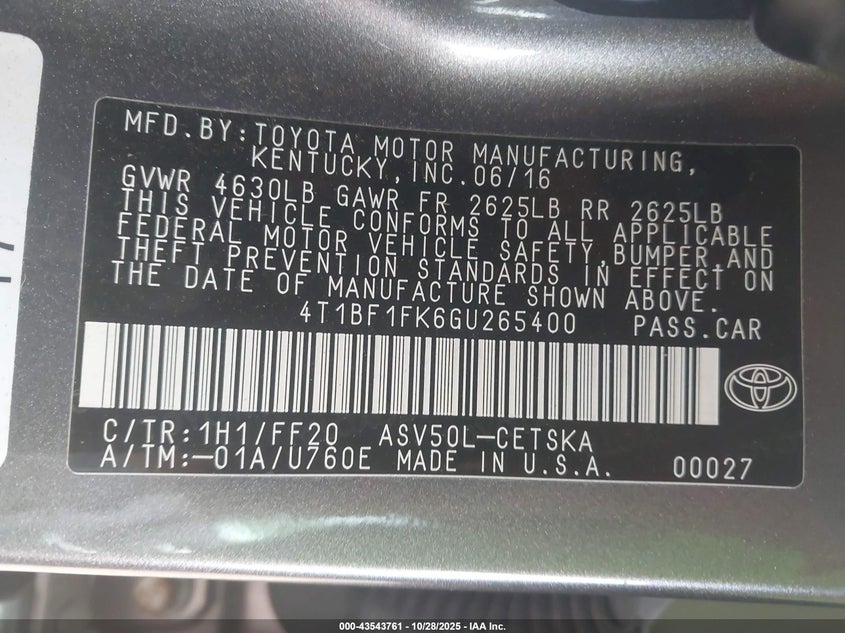 MFD.BY:TOYOTA MOTOR MANUFACTURING,
KENTUCKY, INC. 06/16
GVWR 4630LB GAWR FR 2625LB RR 2625LB
THIS VEHICLE CONFORMS TO ALL APPLICABLE
FEDERAL MOTOR VEHICLE SAFETY,BUMPER,AND
THEFT PREVENTION STANDARDS IN EFFECT ON
THE DATE OF MANUFACTURE SHOWN ABOVE.
4T1BF1FK6GU265400 PASS.CAR
C/TR:1H1/FF20 ASV50L-CETSKA
A/TM:-01A/U760E MADE IN U.S.A. 00027
000-43543761 - 10/28/2025 - IAA Inc.